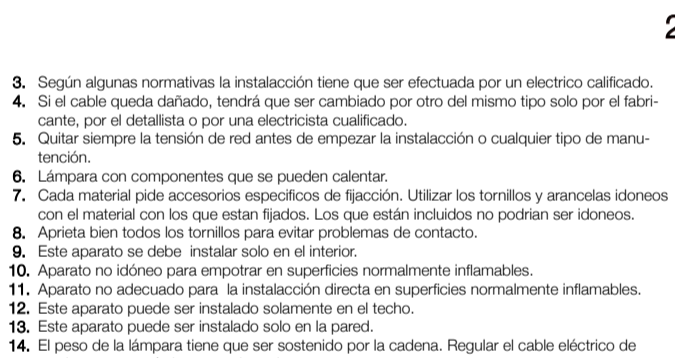 3. Según algunas normativas la instalacción tiene que ser efectuada por un electrico calificado.
4. Si el cable queda dañado, tendrá que ser cambiado por otro del mismo tipo solo por el fabri-
cante, por el detallista o por una electricista cualificado.
5. Quitar siempre la tensión de red antes de empezar la instalacción o cualquier tipo de manu-
tención.
6. Lámpara con componentes que se pueden calentar.
7. Cada material pide accesorios especificos de fijacción. Utilizar los tornillos y arancelas idoneos
con el material con los que estan fijados. Los que están incluidos no podrian ser idoneos.
8. Aprieta bien todos los tornillos para evitar problemas de contacto.
9. Este aparato se debe instalar solo en el interior.
10. Aparato no idóneo para empotrar en superficies normalmente inflamables.
11. Aparato no adecuado para la instalacción directa en superficies normalmente inflamables.
12. Este aparato puede ser instalado solamente en el techo.
13. Este aparato puede ser instalado solo en la pared.
14. El peso de la lámpara tiene que ser sostenido por la cadena. Regular el cable eléctrico de